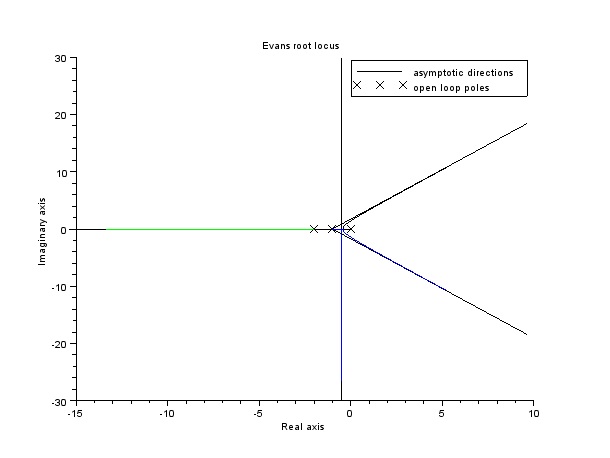 Evans root locus
asymptotic directions
open loop poles
30
20
10
0
-10
-20
-30
Imaginary axis
-15
-10
-5
0
5
10
Real axis